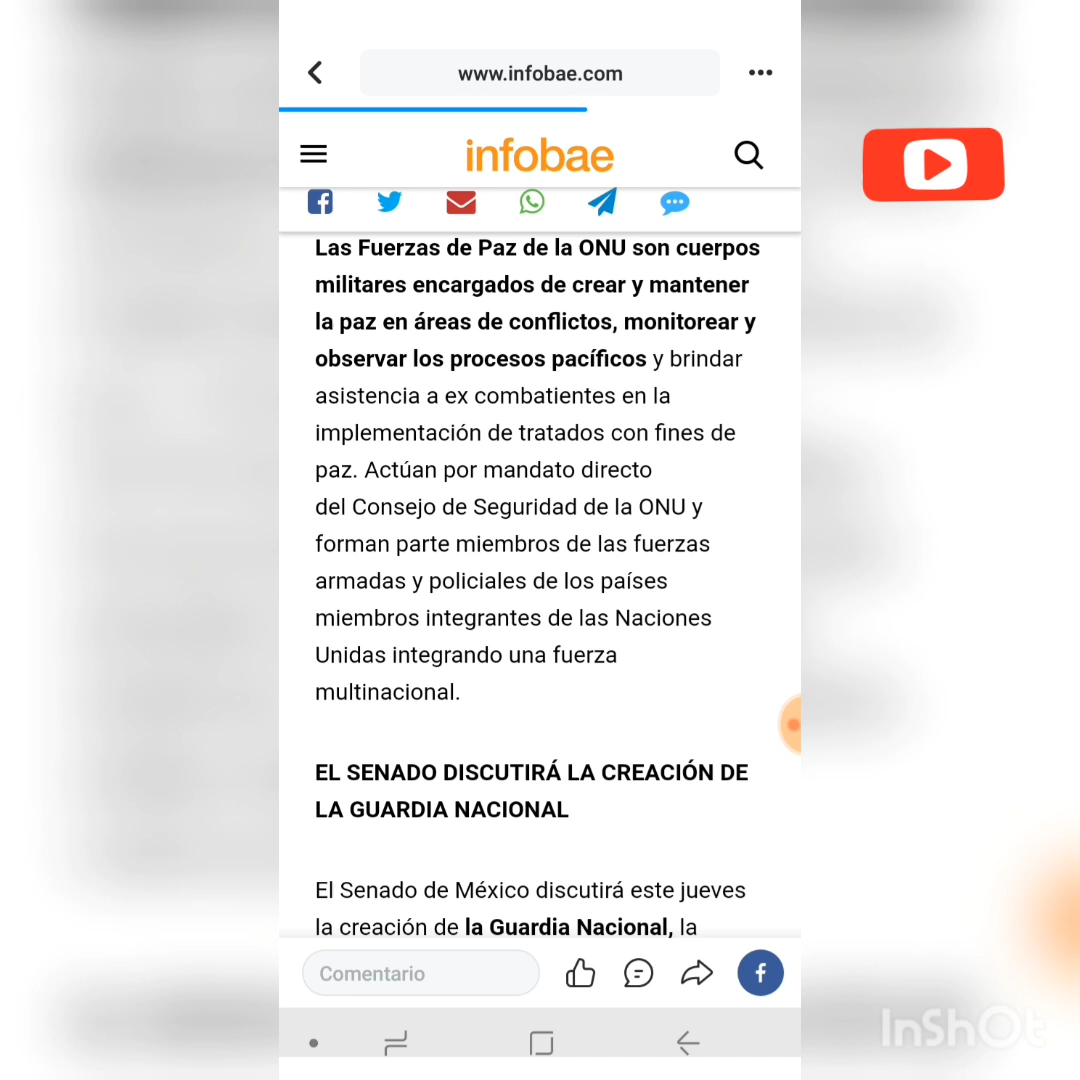 www.infobae.com
infobae
Las Fuerzas de Paz de la ONU son cuerpos
militares encargados de crear y mantener
la paz en áreas de conflictos, monitorear y
observar los procesos pacíficos y brindar
asistencia a ex combatientes en la
implementación de tratados con fines de
paz. Actúan por mandato directo
del Consejo de Seguridad de la ONU y
forman parte miembros de las fuerzas
armadas y policiales de los países
miembros integrantes de las Naciones
Unidas integrando una fuerza
multinacional.
EL SENADO DISCUTIRÁ LA CREACIÓN DE
LA GUARDIA NACIONAL
El Senado de México discutirá este jueves
la creación de la Guardia Nacional, la
Comentario
InShOt